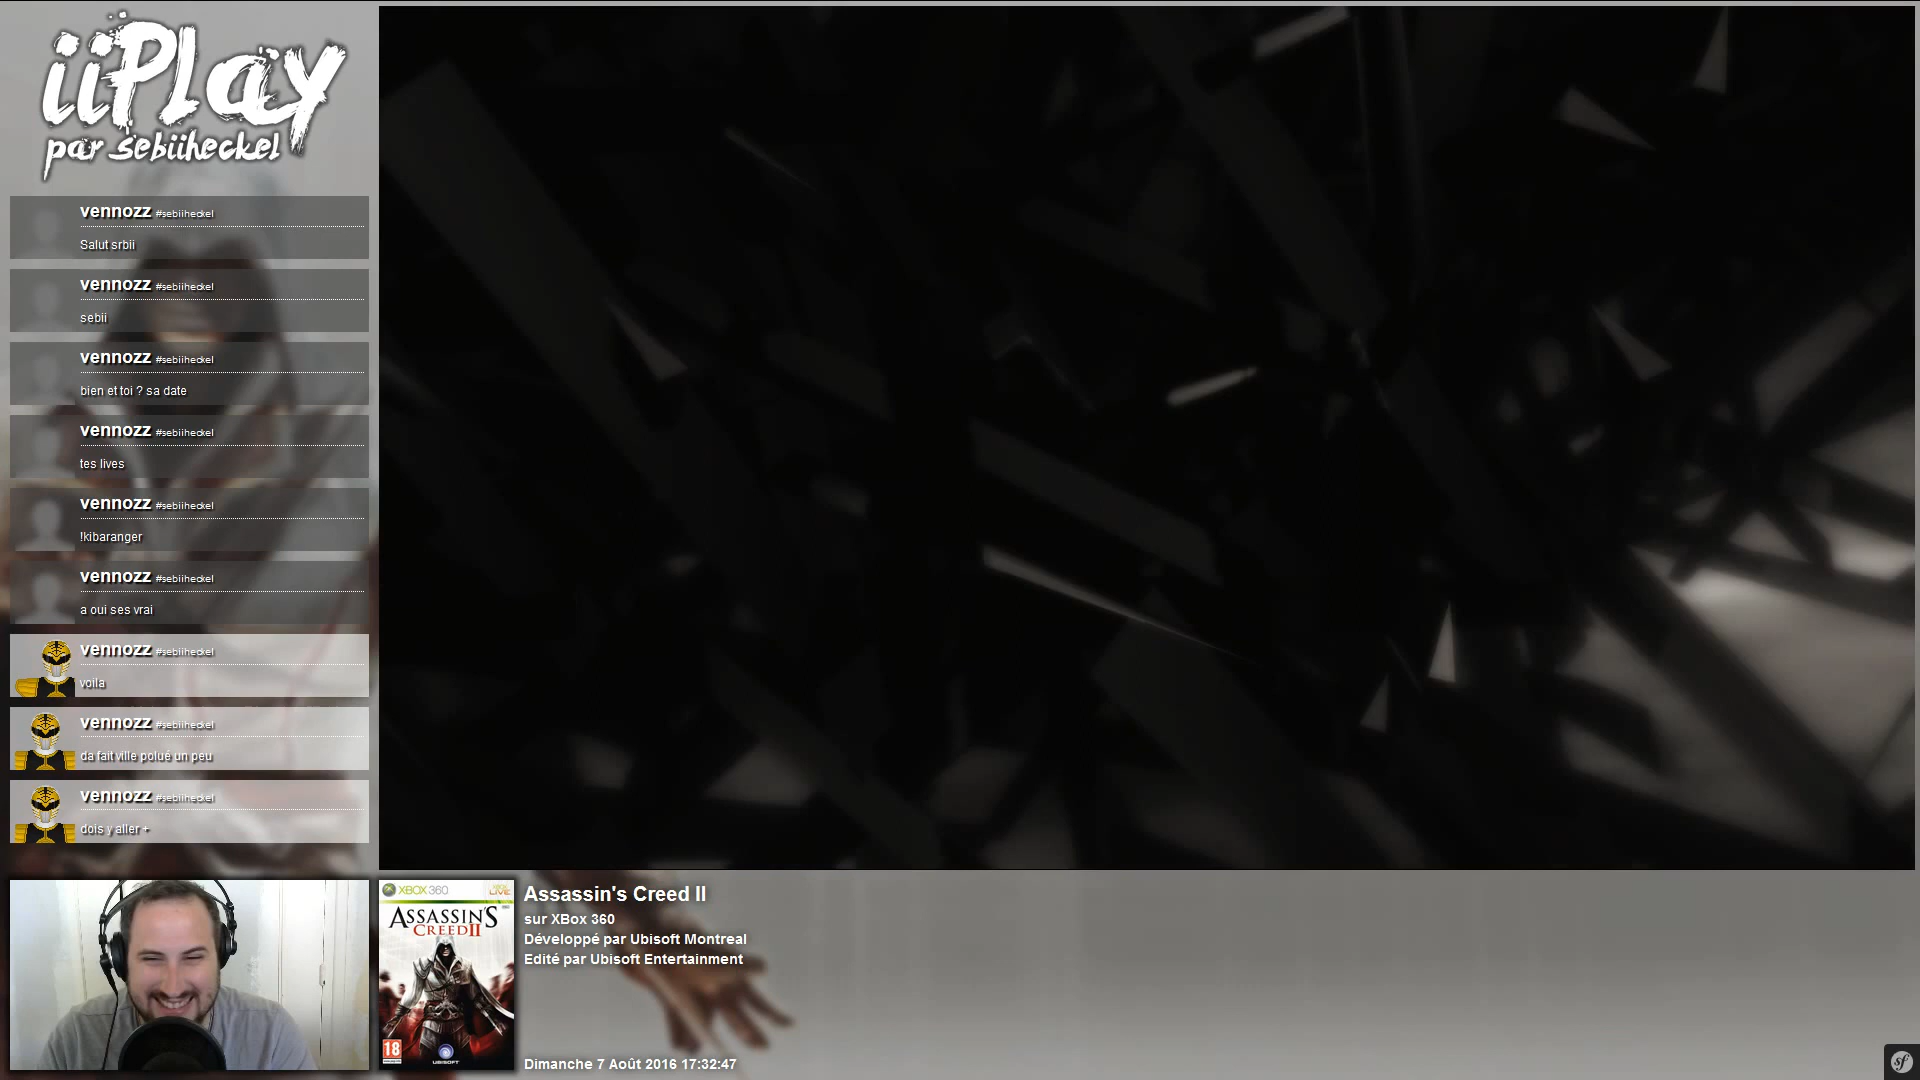 iiPlay
par sebiiheckel
vennozz #sebiiheckel
Salut srbii
vennozz #sebiiheckel
sebii
vennozz #sebiiheckel
bien et toi ? sa date
vennozz #sebiiheckel
tes lives
vennozz #sebiiheckel
!kibaranger
vennozz #sebiiheckel
a oui ses vrai
vennozz #sebiiheckel
voila
vennozz #sebiiheckel
da fait ville polué un peu
vennozz #sebiiheckel
dois y aller +
XBOX 360
XBOX LIVE
ASSASSIN'S
CREED II
18
UBISOFT
Assassin's Creed II
sur XBox 360
Développé par Ubisoft Montreal
Edité par Ubisoft Entertainment
Dimanche 7 Août 2016 17:32:47
sf